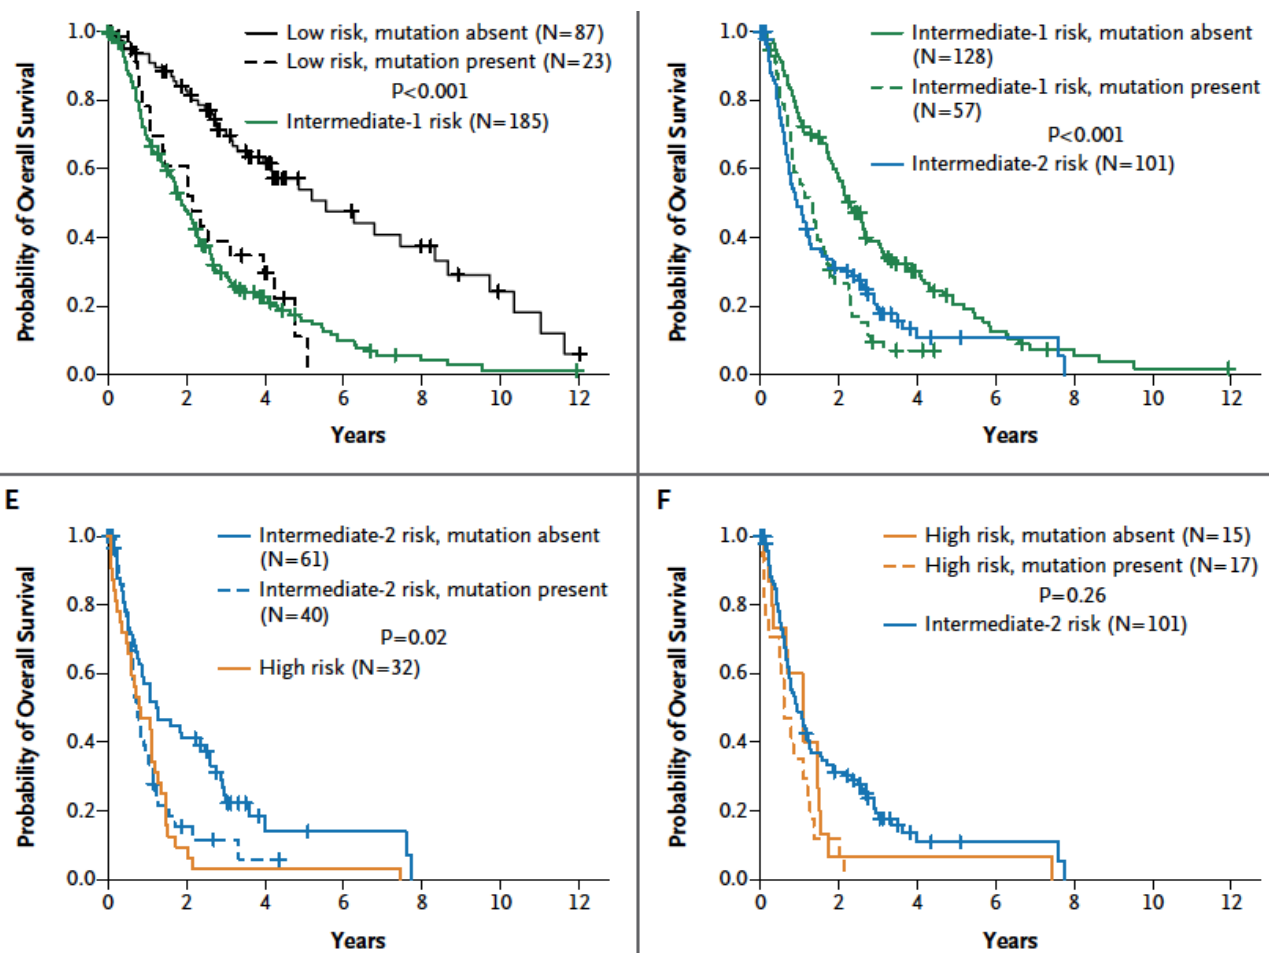 Probability of Overall Survival
1.0
0.8
0.6
0.4
0.2
0.0
Low risk, mutation absent (N=87)
Low risk, mutation present (N=23)
P<0.001
Intermediate-1 risk (N=185)
0 2 4 6 8 10 12
Years
Probability of Overall Survival
1.0
0.8
0.6
0.4
0.2
0.0
Intermediate-1 risk, mutation absent
(N=128)
Intermediate-1 risk, mutation present
(N=57)
P<0.001
Intermediate-2 risk (N=101)
0 2 4 6 8 10 12
Years
E
Probability of Overall Survival
1.0
0.8
0.6
0.4
0.2
0.0
Intermediate-2 risk, mutation absent
(N=61)
Intermediate-2 risk, mutation present
(N=40)
P=0.02
High risk (N=32)
0 2 4 6 8 10 12
Years
F
Probability of Overall Survival
1.0
0.8
0.6
0.4
0.2
0.0
High risk, mutation absent (N=15)
High risk, mutation present (N=17)
P=0.26
Intermediate-2 risk (N=101)
0 2 4 6 8 10 12
Years